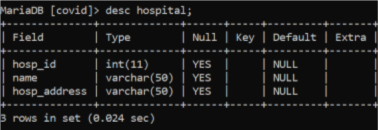 MariaDB [covid]> desc hospital;
+--------------+-------------+------+-----+---------+-------+
| Field        | Type        | Null | Key | Default | Extra |
+--------------+-------------+------+-----+---------+-------+
| hosp_id      | int(11)     | YES  |     | NULL    |       |
| name         | varchar(50) | YES  |     | NULL    |       |
| hosp_address | varchar(50) | YES  |     | NULL    |       |
+--------------+-------------+------+-----+---------+-------+
3 rows in set (0.024 sec)